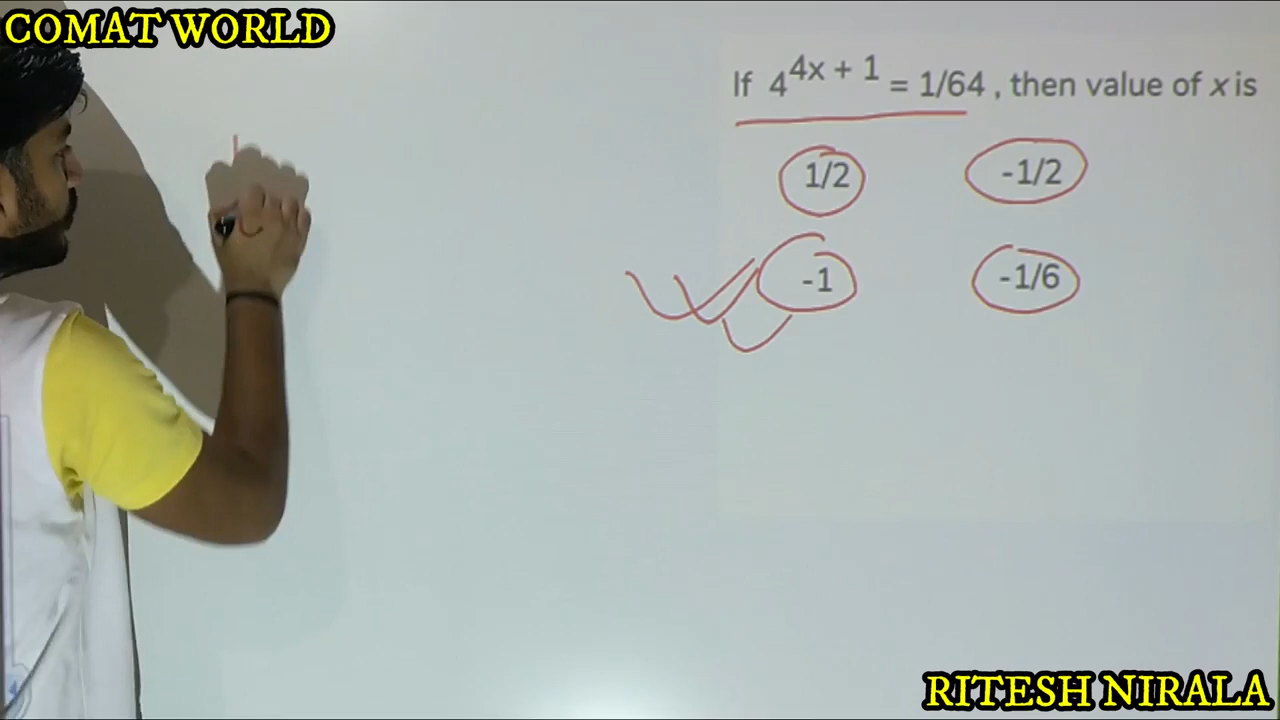 COMAT WORLD
If 4^{4x + 1} = 1/64 , then value of x is
1/2
-1/2
-1
-1/6
RITESH NIRALA